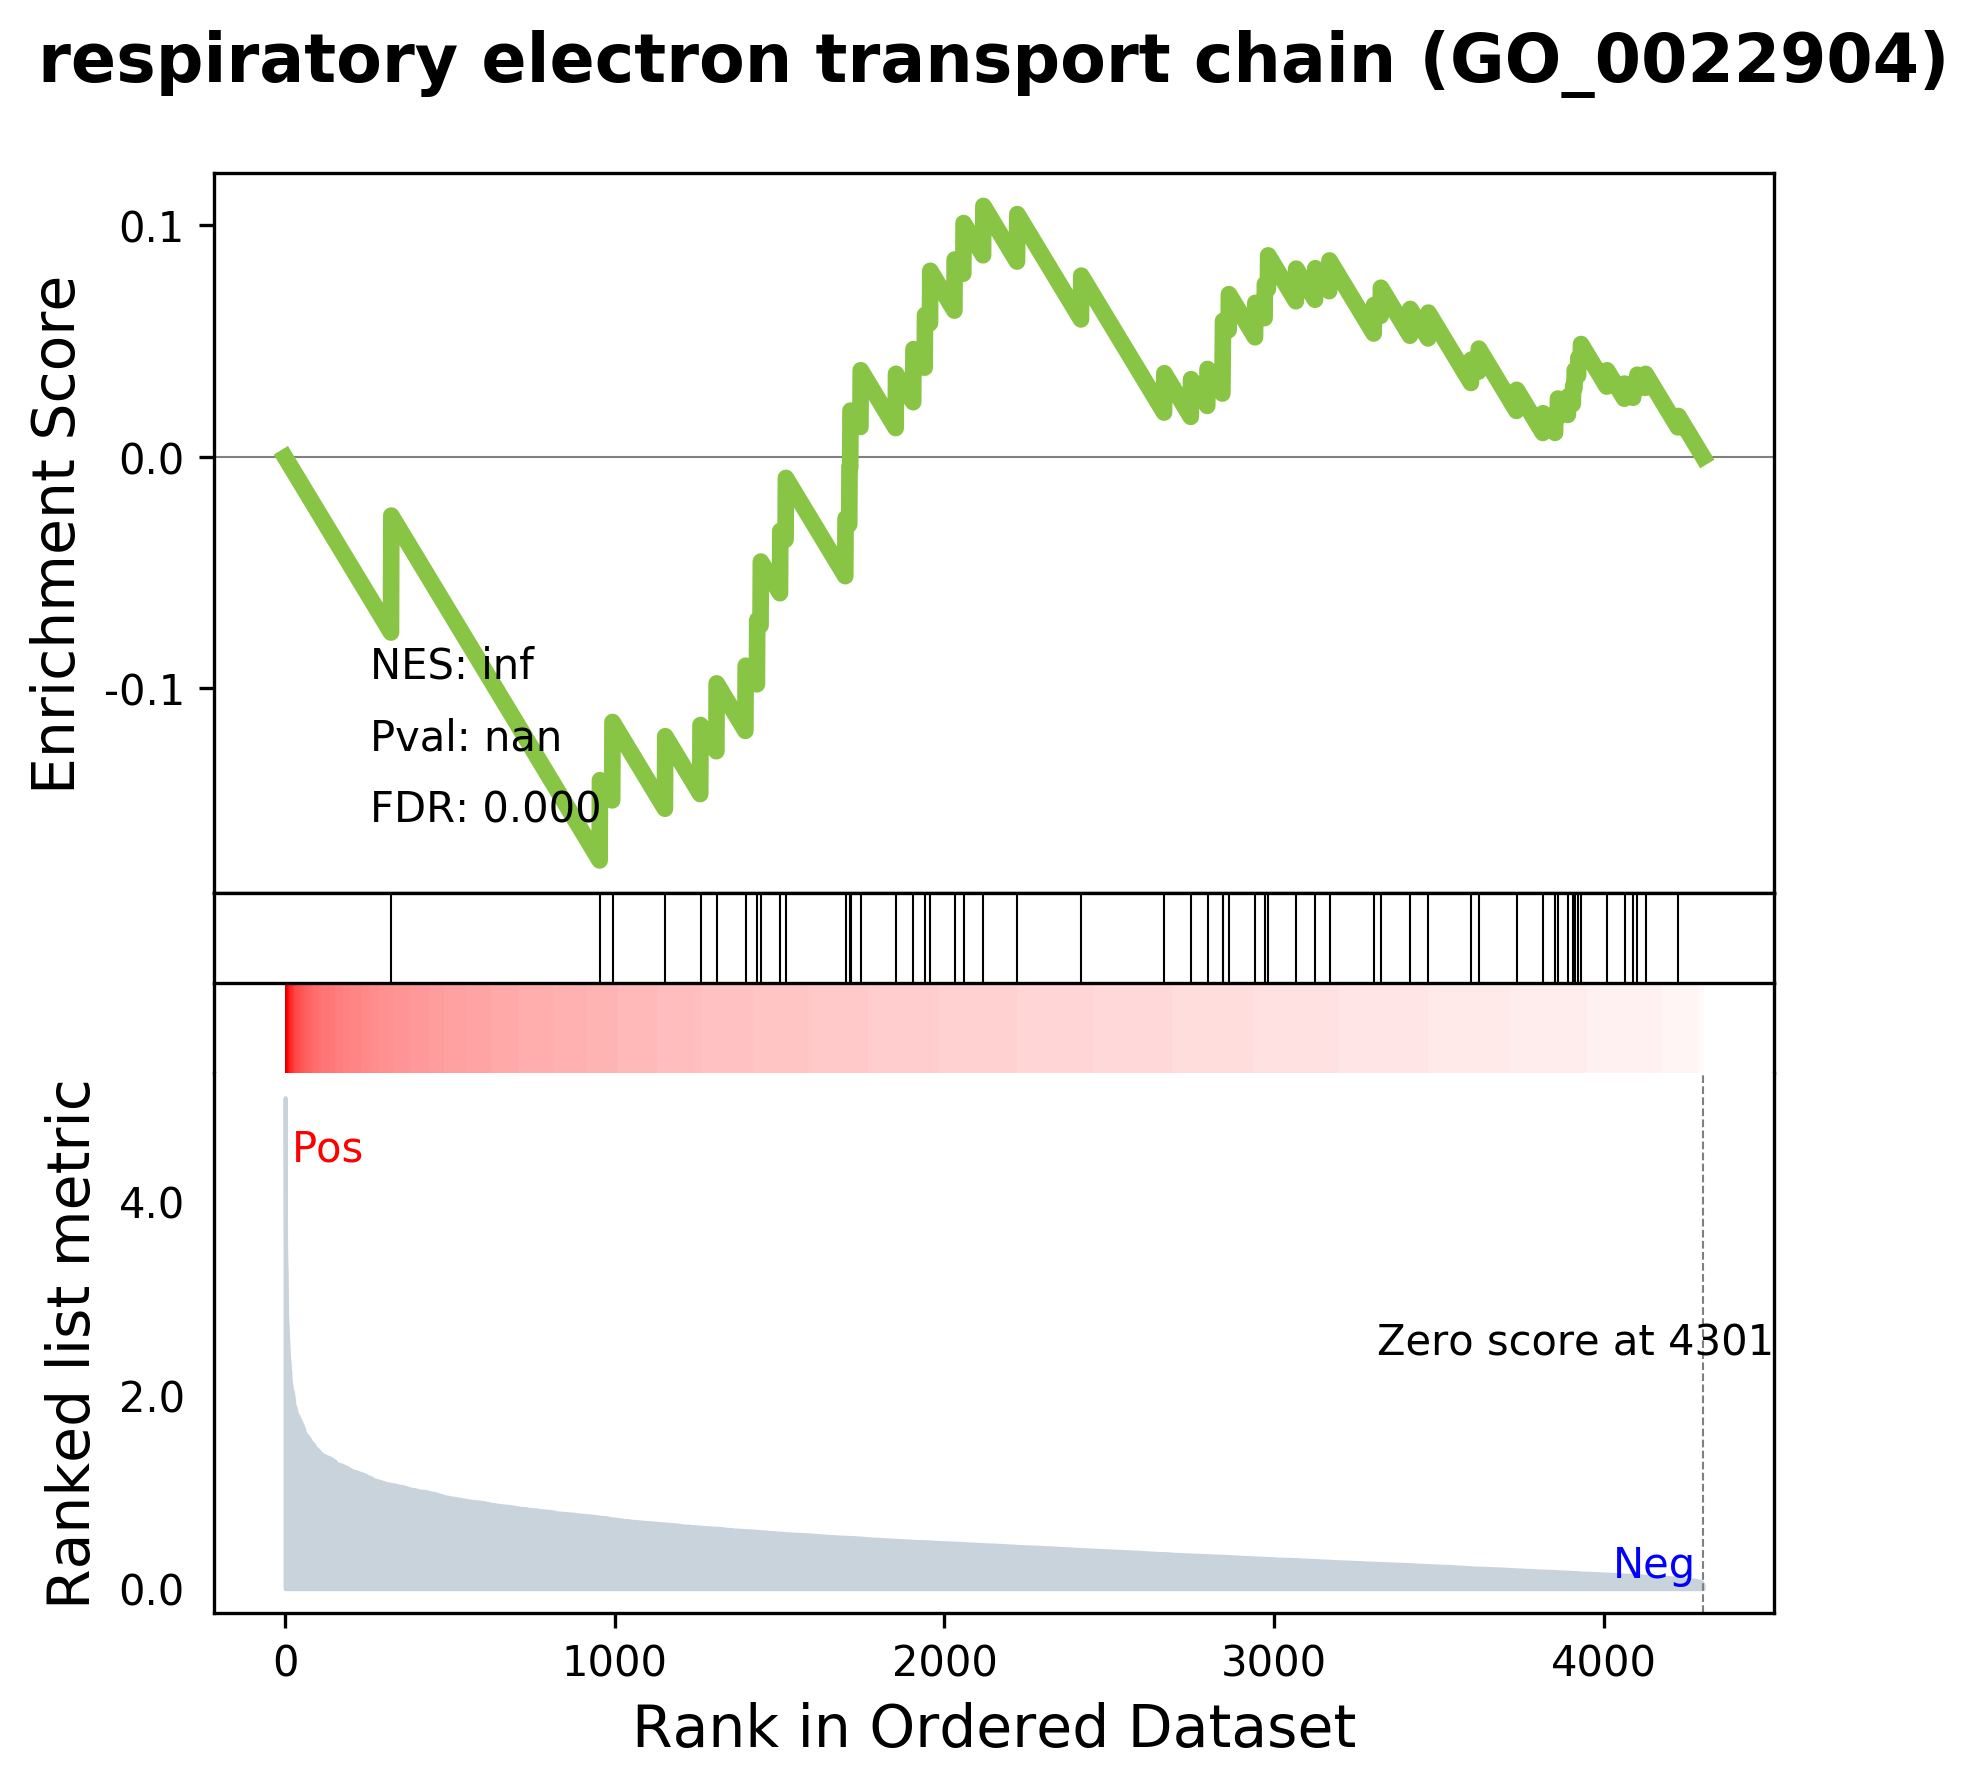 respiratory electron transport chain (GO_0022904)
Enrichment Score
0.1
0.0
-0.1
NES: inf
Pval: nan
FDR: 0.000
Ranked list metric
Pos
4.0
2.0
0.0
Zero score at 4301
Neg
0 1000 2000 3000 4000
Rank in Ordered Dataset